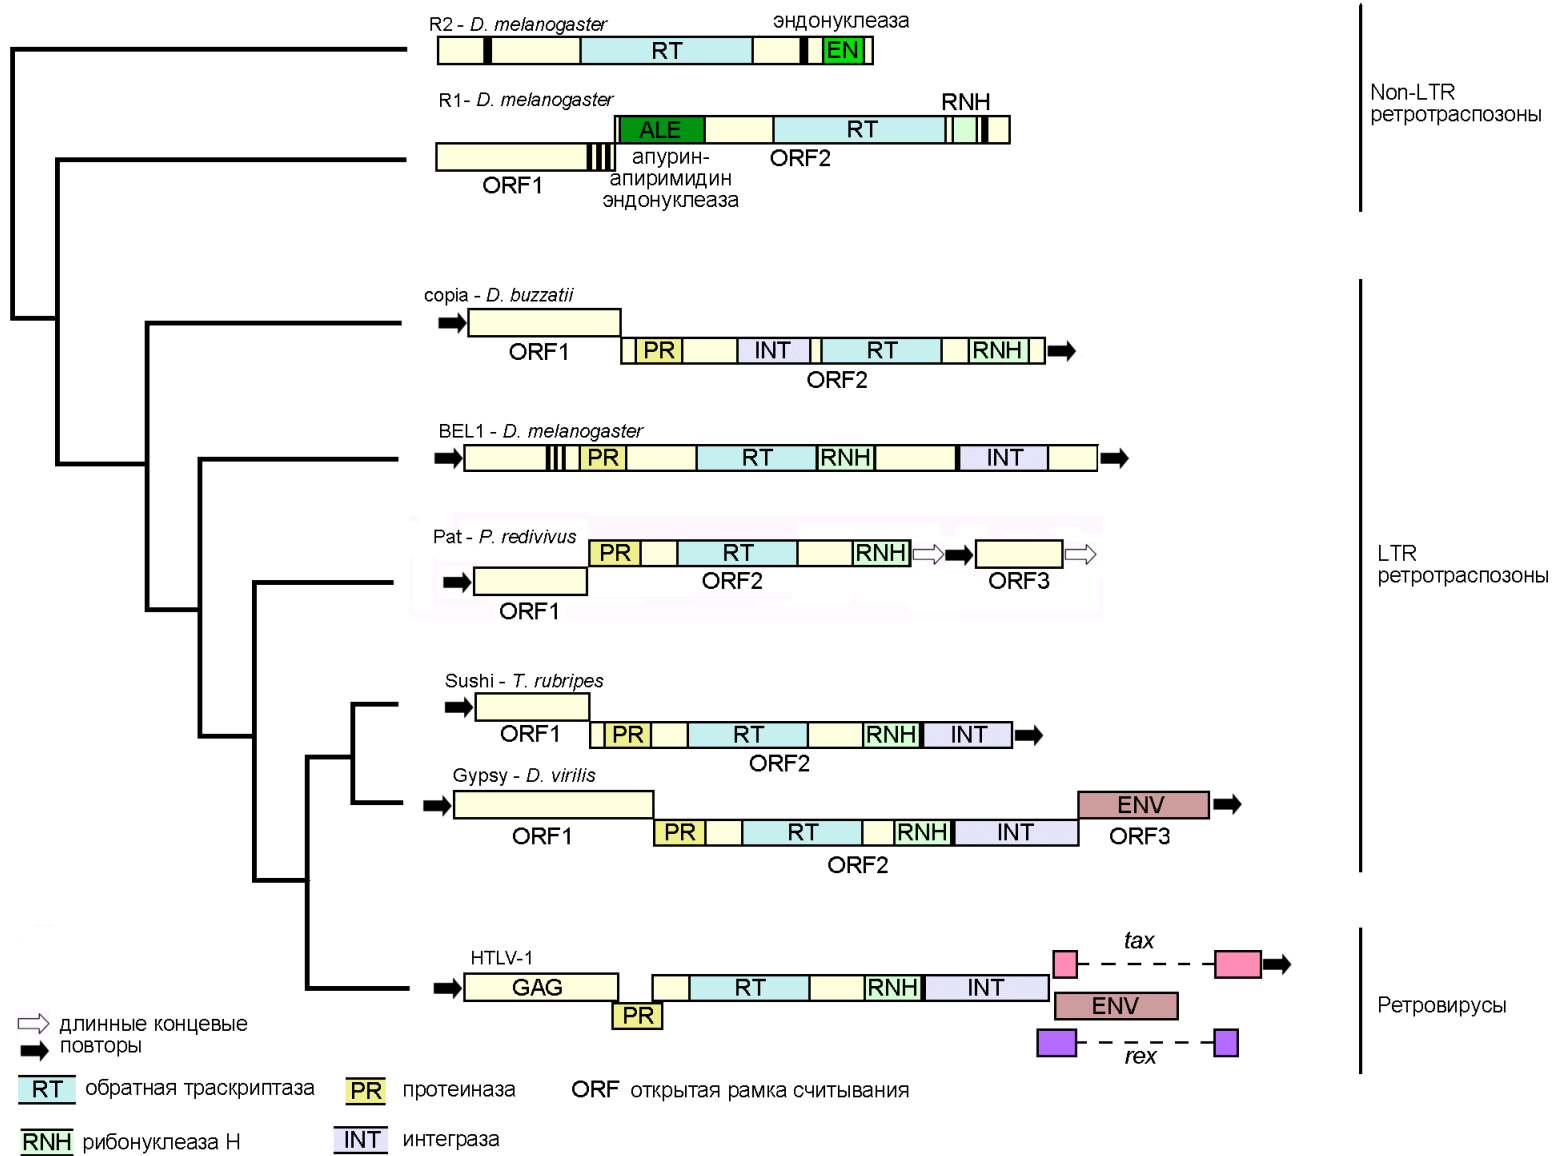 R2 - D. melanogaster
эндонуклеаза
RT
EN
R1- D. melanogaster
RNH
ALE
RT
ORF1
апурин-
апиримидин
эндонуклеаза
ORF2
Non-LTR
ретротраспозоны
copia - D. buzzatii
ORF1
PR
INT
RT
RNH
ORF2
BEL1 - D. melanogaster
PR
RT
RNH
INT
Pat - P. redivivus
PR
RT
RNH
ORF2
ORF1
ORF3
LTR
ретротраспозоны
Sushi - T. rubripes
ORF1
PR
RT
RNH
INT
ORF2
Gypsy - D. virilis
ORF1
PR
RT
RNH
INT
ORF2
ENV
ORF3
HTLV-1
GAG
PR
RT
RNH
INT
tax
ENV
rex
Ретровирусы
длинные концевые
повторы
RT обратная траскриптаза
PR протеиназа
ORF открытая рамка считывания
RNH рибонуклеаза Н
INT интеграза